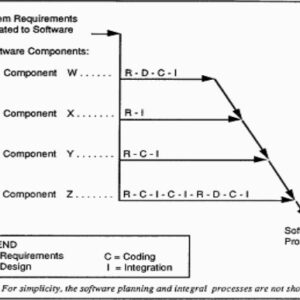 em Requirements
ated to Software
tware Components:
Component W ...... R - D - C - I
Component X ....... R - I
Component Y ....... R - C - I
Component Z ....... R - C - I - C - I - R - D - C - I
Sof
Pro
END
Requirements C = Coding
Design I = Integration
For simplicity, the software planning and integral processes are not sho